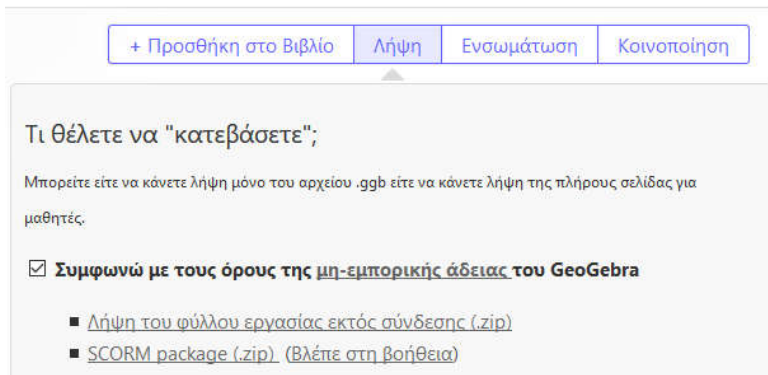 + Προσθήκη στο Βιβλίο Λήψη Ενσωμάτωση Κοινοποίηση
Τι θέλετε να "κατεβάσετε";
Μπορείτε είτε να κάνετε λήψη μόνο του αρχείου .ggb είτε να κάνετε λήψη της πλήρους σελίδας για
μαθητές.
Συμφωνώ με τους όρους της μη-εμπορικής άδειας του GeoGebra
Λήψη του φύλλου εργασίας εκτός σύνδεσης (.zip)
SCORM package (.zip) (Βλέπε στη βοήθεια)